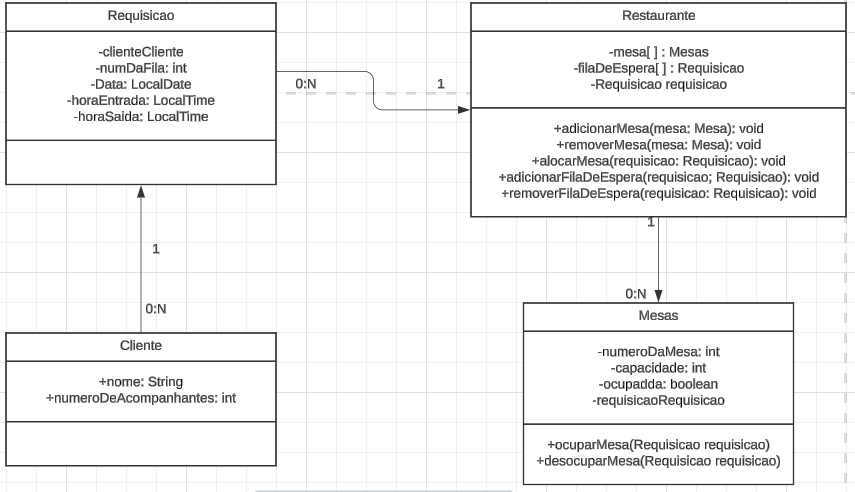 Requisicao
-clienteCliente
-numDaFila: int
-Data: LocalDate
-horaEntrada: LocalTime
-horaSaida: LocalTime
0:N
1
Restaurante
-mesa[ ] : Mesas
-filaDeEspera[ ] : Requisicao
-Requisicao requisicao
+adicionarMesa(mesa: Mesa): void
+removerMesa(mesa: Mesa): void
+alocarMesa(requisicao: Requisicao): void
+adicionarFilaDeEspera(requisicao; Requisicao): void
+removerFilaDeEspera(requisicao: Requisicao): void
1
0:N
1
0:N
Cliente
+nome: String
+numeroDeAcompanhantes: int
Mesas
-numeroDaMesa: int
-capacidade: int
-ocupadda: boolean
-requisicaoRequisicao
+ocuparMesa(Requisicao requisicao)
+desocuparMesa(Requisicao requisicao)